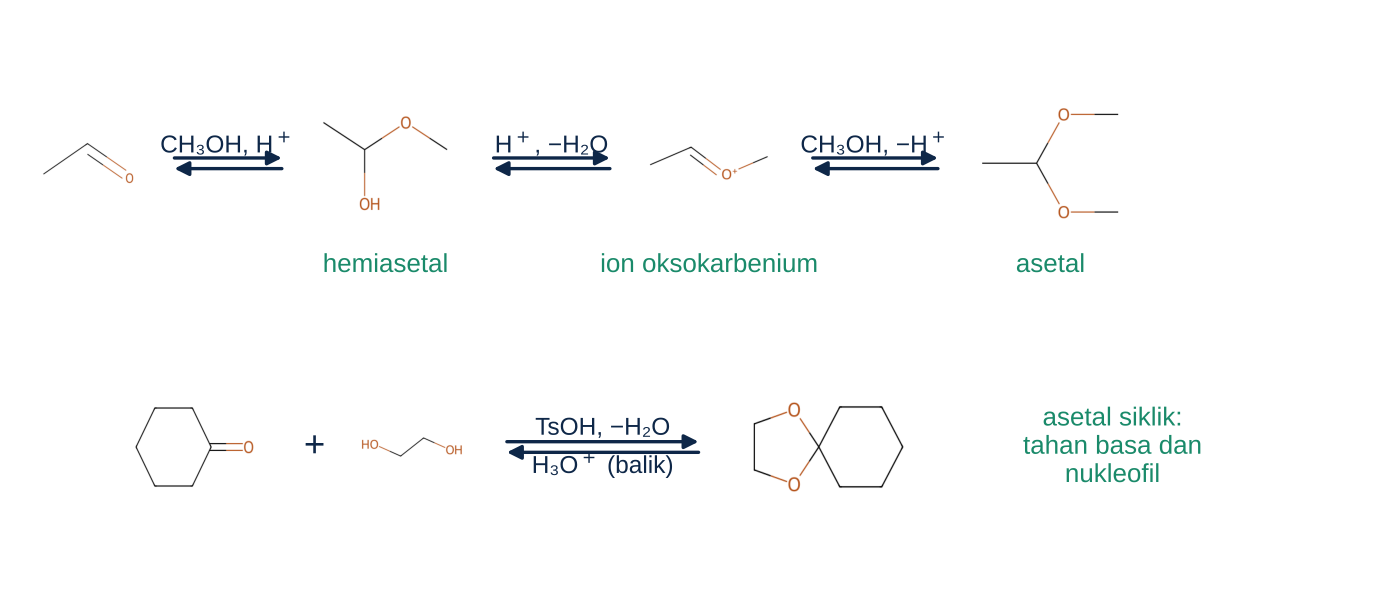 CH₃OH, H⁺
H⁺, −H₂O
CH₃OH, −H⁺
O
O
OH
O⁺
O
O
hemiasetal
ion oksokarbenium
asetal
O
+
HO
OH
TsOH, −H₂O
H₃O⁺ (balik)
O
O
asetal siklik:
tahan basa dan
nukleofil